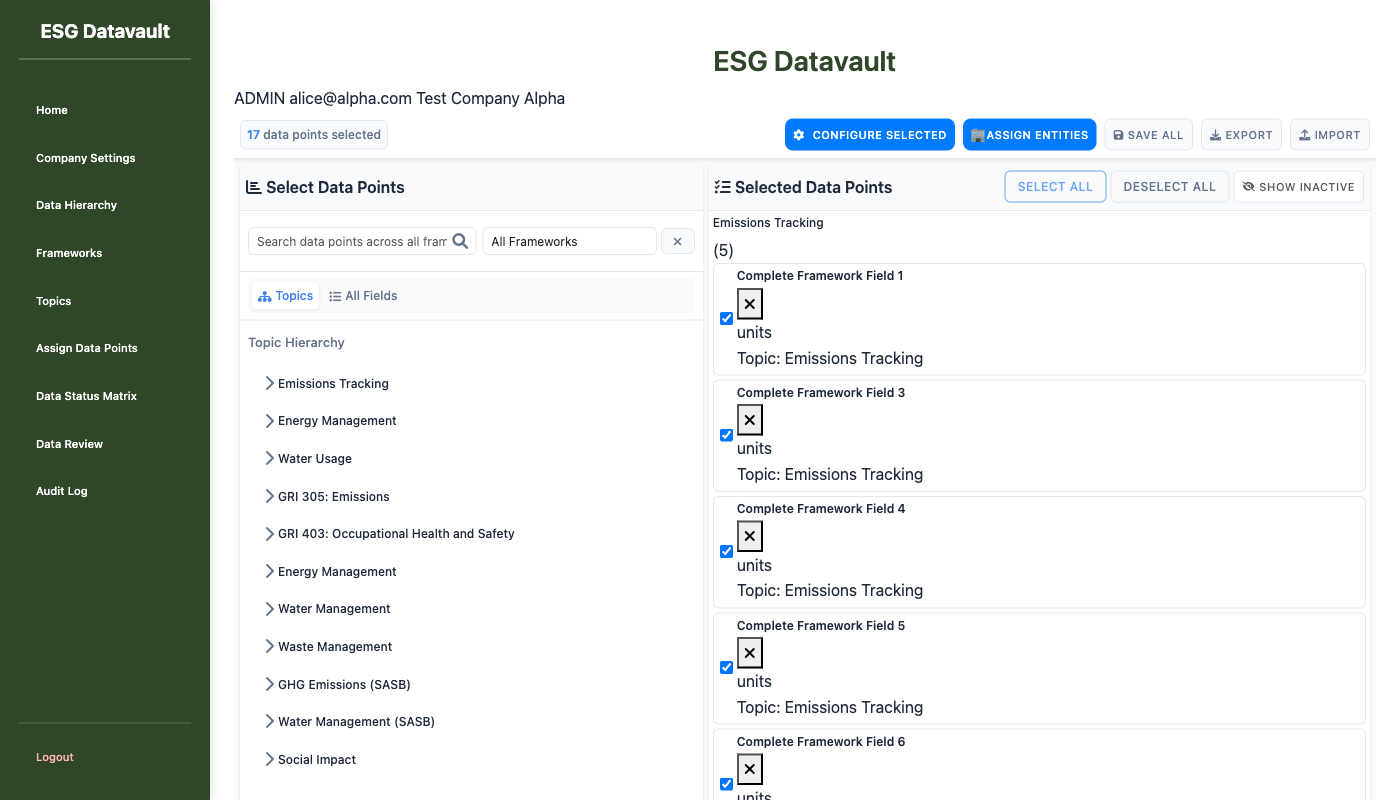 ESG Datavault
Home
Company Settings
Data Hierarchy
Frameworks
Topics
Assign Data Points
Data Status Matrix
Data Review
Audit Log
Logout
ESG Datavault
ADMIN alice@alpha.com Test Company Alpha
17 data points selected
CONFIGURE SELECTED
ASSIGN ENTITIES
SAVE ALL
EXPORT
IMPORT
Select Data Points
Search data points across all fram
All Frameworks
Topics
All Fields
Topic Hierarchy
Emissions Tracking
Energy Management
Water Usage
GRI 305: Emissions
GRI 403: Occupational Health and Safety
Energy Management
Water Management
Waste Management
GHG Emissions (SASB)
Water Management (SASB)
Social Impact
Selected Data Points
SELECT ALL
DESELECT ALL
SHOW INACTIVE
Emissions Tracking
(5)
Complete Framework Field 1
units
Topic: Emissions Tracking
Complete Framework Field 3
units
Topic: Emissions Tracking
Complete Framework Field 4
units
Topic: Emissions Tracking
Complete Framework Field 5
units
Topic: Emissions Tracking
Complete Framework Field 6
units